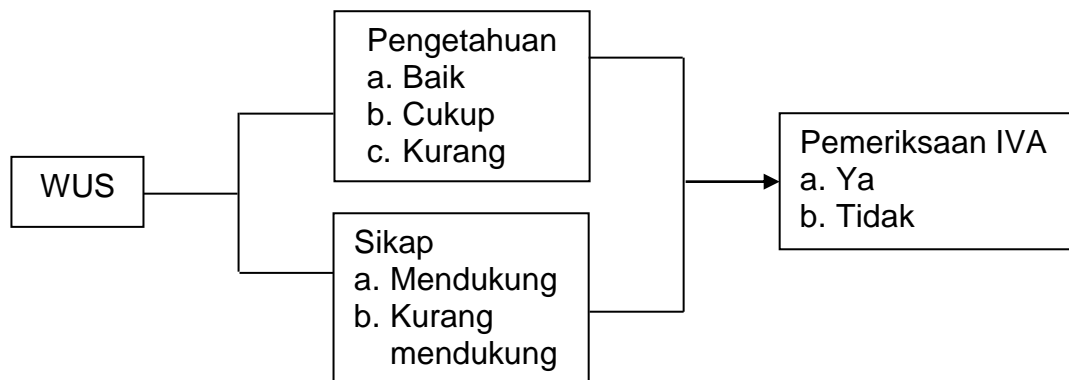 WUS
Pengetahuan
a. Baik
b. Cukup
c. Kurang
Sikap
a. Mendukung
b. Kurang
mendukung
Pemeriksaan IVA
a. Ya
b. Tidak